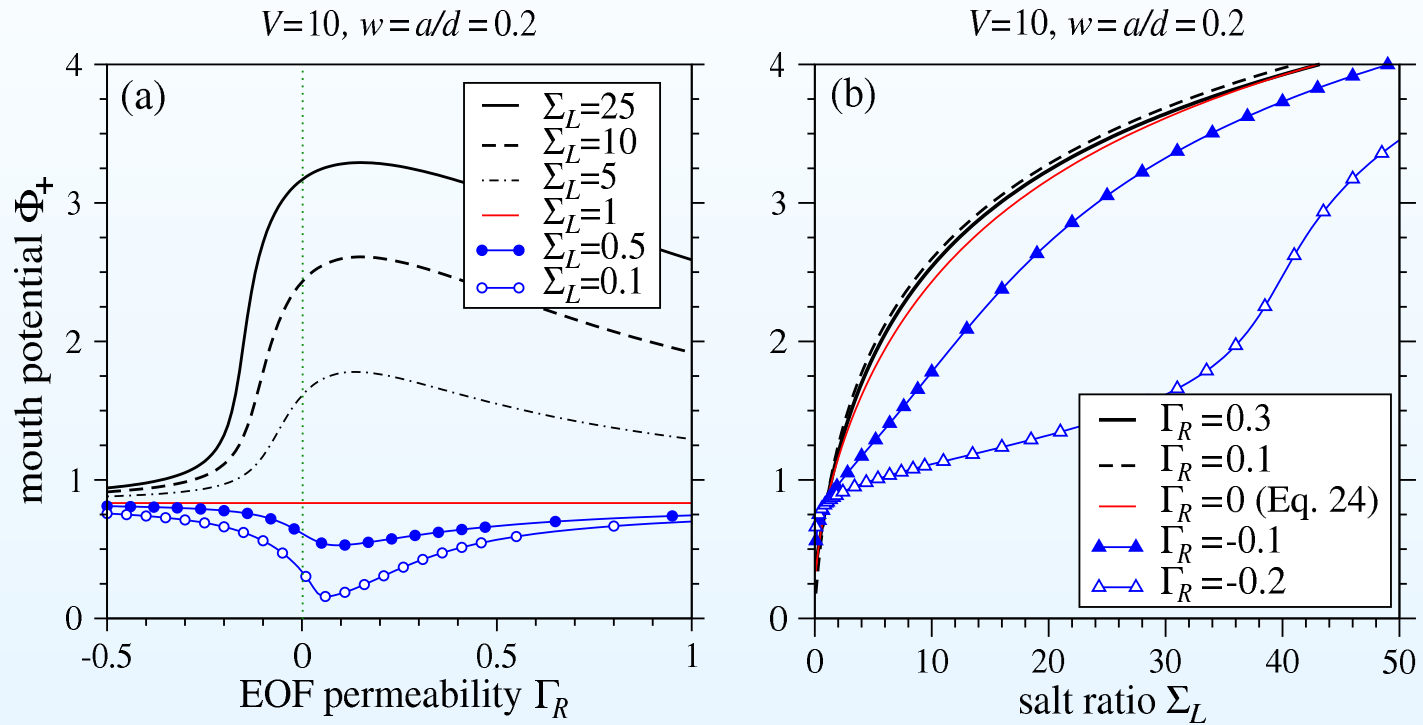 V=10, w=a/d=0.2
(a)
Σ_L=25
Σ_L=10
Σ_L=5
Σ_L=1
Σ_L=0.5
Σ_L=0.1
4
3
2
1
0
-0.5
0
0.5
1
mouth potential Φ₊
EOF permeability Γ_R
V=10, w=a/d=0.2
(b)
Γ_R=0.3
Γ_R=0.1
Γ_R=0 (Eq. 24)
Γ_R=-0.1
Γ_R=-0.2
4
3
2
1
0
0
10
20
30
40
50
salt ratio Σ_L